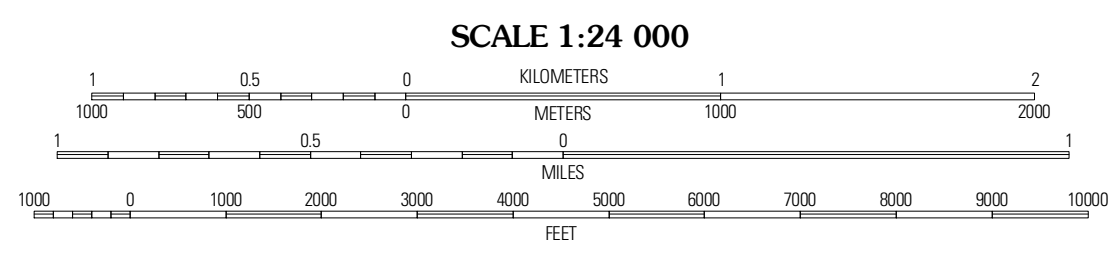 SCALE 1:24 000
1 0.5 0 KILOMETERS 1 2
1000 500 0 METERS 1000 2000
1 0.5 0 1
MILES
1000 0 1000 2000 3000 4000 5000 6000 7000 8000 9000 10000
FEET